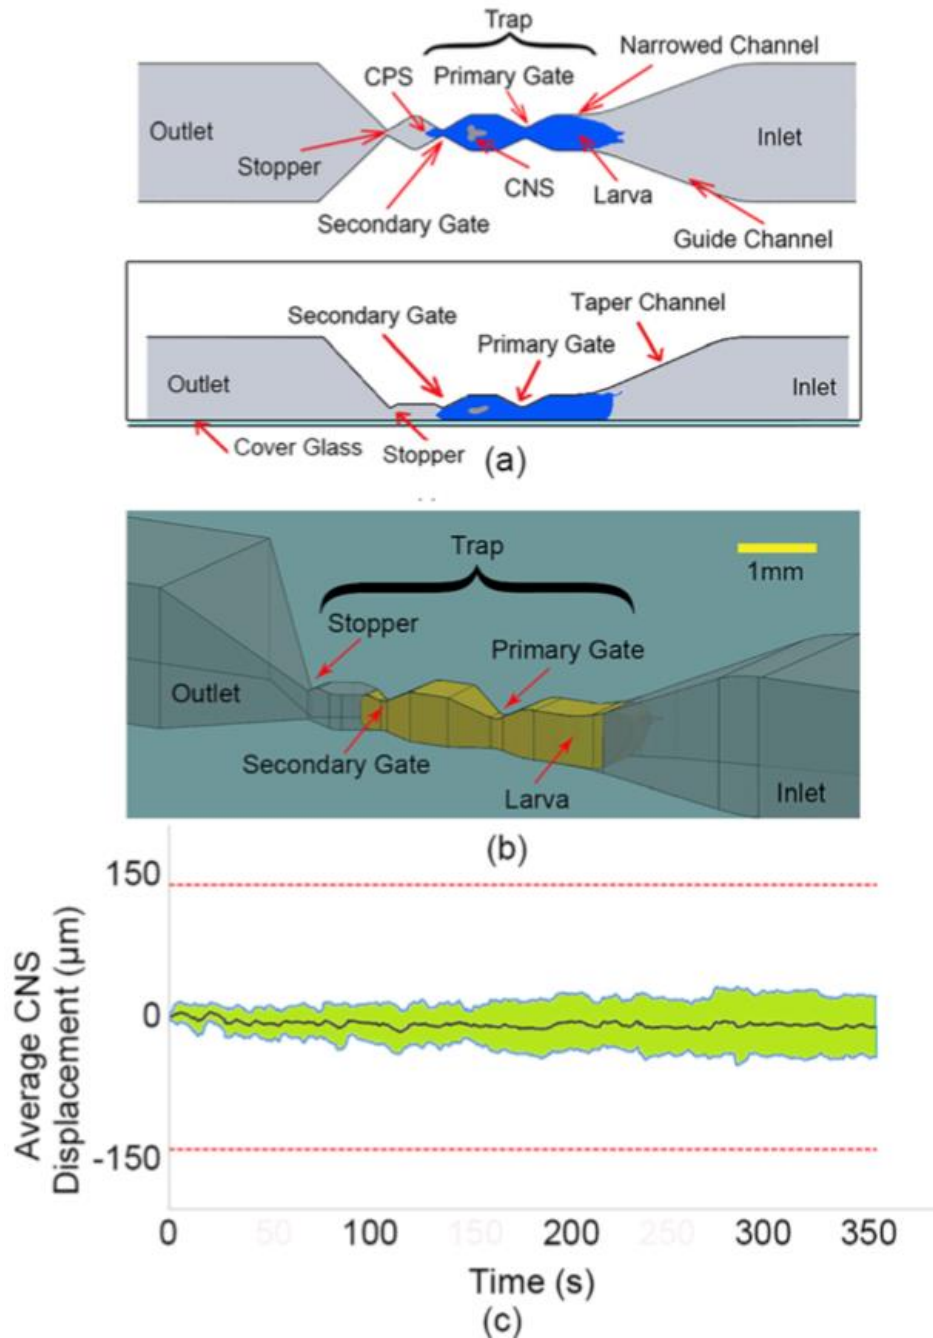 Trap
Narrowed Channel
CPS
Primary Gate
Outlet
Inlet
Stopper
CNS
Larva
Secondary Gate
Guide Channel
Taper Channel
Secondary Gate
Primary Gate
Outlet
Inlet
Cover Glass
Stopper
(a)
Trap
1mm
Stopper
Primary Gate
Outlet
Secondary Gate
Larva
Inlet
(b)
150
0
-150
Average CNS
Displacement (µm)
0 50 100 150 200 250 300 350
Time (s)
(c)